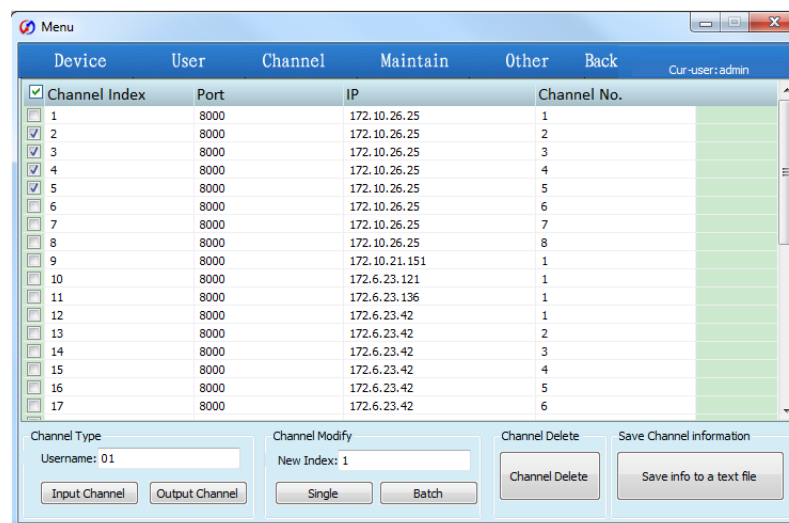 Menu
Device User Channel Maintain Other Back Cur-user:admin
Channel Index Port IP Channel No.
1 8000 172.10.26.25 1
2 8000 172.10.26.25 2
3 8000 172.10.26.25 3
4 8000 172.10.26.25 4
5 8000 172.10.26.25 5
6 8000 172.10.26.25 6
7 8000 172.10.26.25 7
8 8000 172.10.26.25 8
9 8000 172.10.21.151 1
10 8000 172.6.23.121 1
11 8000 172.6.23.136 1
12 8000 172.6.23.42 1
13 8000 172.6.23.42 2
14 8000 172.6.23.42 3
15 8000 172.6.23.42 4
16 8000 172.6.23.42 5
17 8000 172.6.23.42 6
Channel Type Channel Modify Channel Delete Save Channel information
Username: 01 New Index: 1
Channel Delete Save info to a text file
Input Channel Output Channel Single Batch